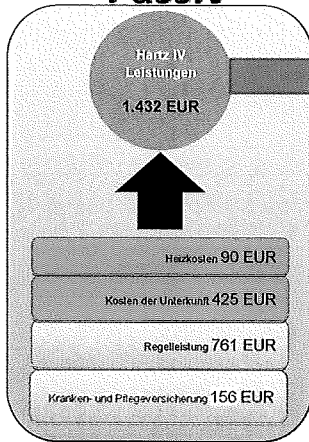 Hartz IV
Leistungen
1.432 EUR
Heizkosten 90 EUR
Kosten der Unterkunft 425 EUR
Regelleistung 761 EUR
Kranken- und Pflegeversicherung 156 EUR